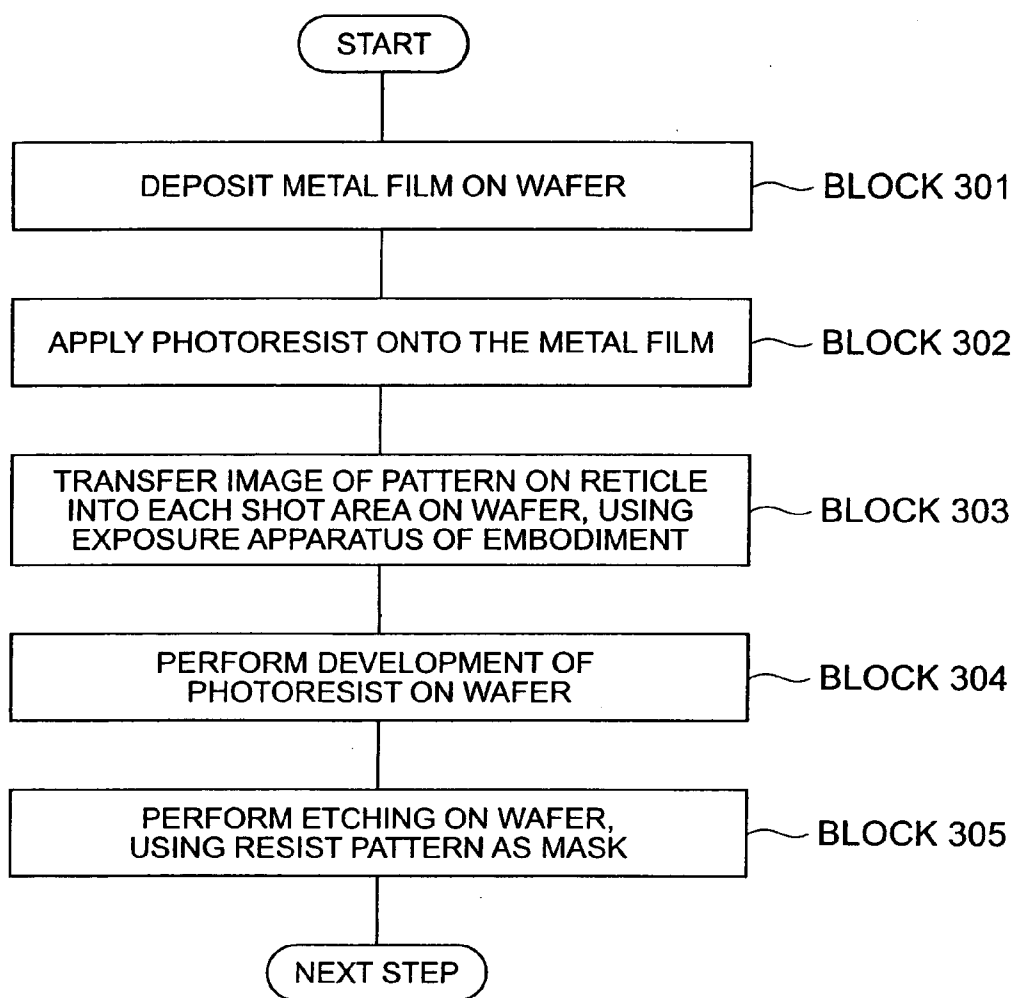 START
DEPOSIT METAL FILM ON WAFER
BLOCK 301
APPLY PHOTORESIST ONTO THE METAL FILM
BLOCK 302
TRANSFER IMAGE OF PATTERN ON RETICLE
INTO EACH SHOT AREA ON WAFER, USING
EXPOSURE APPARATUS OF EMBODIMENT
BLOCK 303
PERFORM DEVELOPMENT OF
PHOTORESIST ON WAFER
BLOCK 304
PERFORM ETCHING ON WAFER,
USING RESIST PATTERN AS MASK
BLOCK 305
NEXT STEP